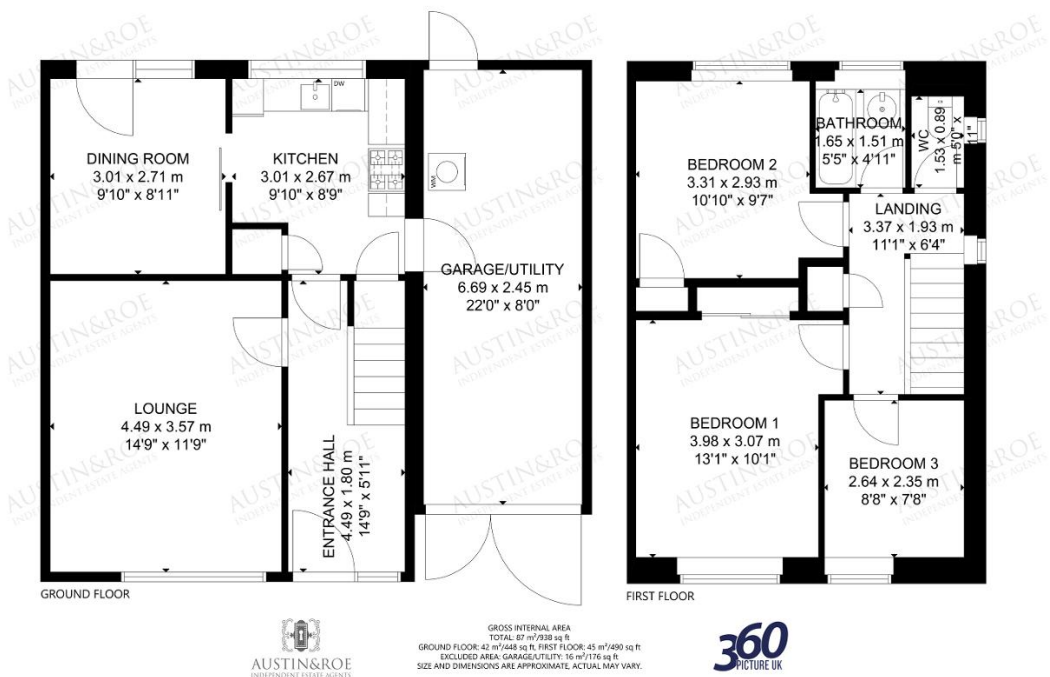 DINING ROOM
3.01 x 2.71 m
9'10" x 8'11"
KITCHEN
3.01 x 2.67 m
9'10" x 8'9"
DW
WM
GARAGE/UTILITY
6.69 x 2.45 m
22'0" x 8'0"
LOUNGE
4.49 x 3.57 m
14'9" x 11'9"
ENTRANCE HALL
4.49 x 1.80 m
14'9" x 5'11"
GROUND FLOOR
BEDROOM 2
3.31 x 2.93 m
10'10" x 9'7"
BATHROOM
1.65 x 1.51 m
5'5" x 4'11"
WC
1.53 x 0.89
m 5'0" x
11"
LANDING
3.37 x 1.93 m
11'1" x 6'4"
BEDROOM 1
3.98 x 3.07 m
13'1" x 10'1"
BEDROOM 3
2.64 x 2.35 m
8'8" x 7'8"
FIRST FLOOR
AUSTIN&ROE
INDEPENDENT ESTATE AGENTS
GROSS INTERNAL AREA
TOTAL: 87 m²/938 sq ft
GROUND FLOOR: 42 m²/448 sq ft, FIRST FLOOR: 45 m²/490 sq ft
EXCLUDED AREA: GARAGE/UTILITY: 16 m²/176 sq ft
SIZE AND DIMENSIONS ARE APPROXIMATE, ACTUAL MAY VARY.
360
PICTURE UK